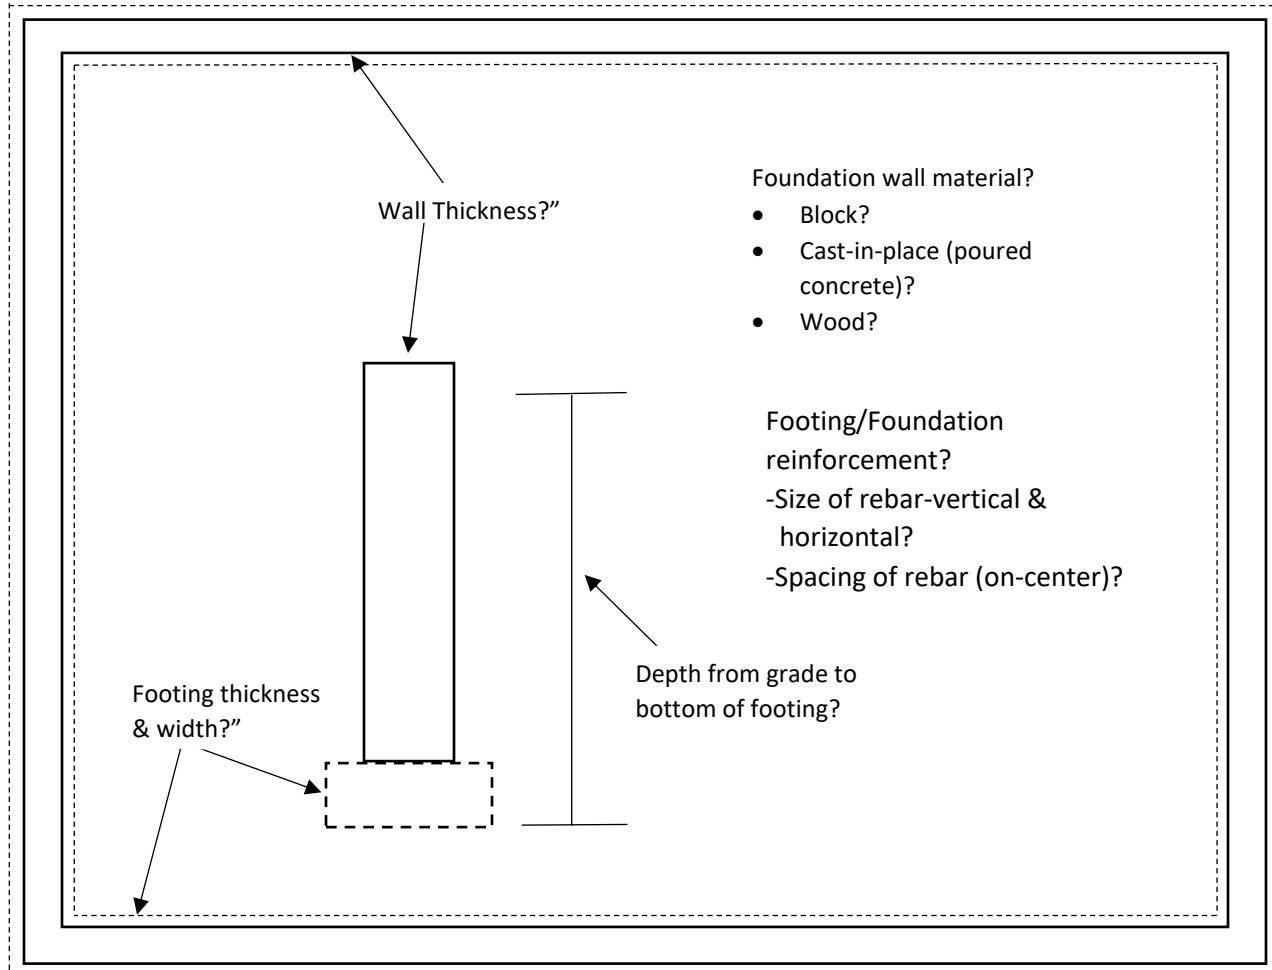 Wall Thickness?”
Foundation wall material?
• Block?
• Cast-in-place (poured
concrete)?
• Wood?
Footing/Foundation
reinforcement?
-Size of rebar-vertical &
horizontal?
-Spacing of rebar (on-center)?
Depth from grade to
bottom of footing?
Footing thickness
& width?”